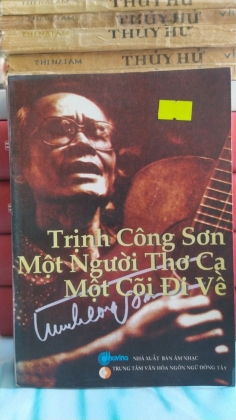 THỦY HỬ
THỦY HỬ
THỦY HỬ
Trịnh Công Sơn
Một Người Thơ Ca
Một Cõi Đi Về
NHÀ XUẤT BẢN ÂM NHẠC
TRUNG TÂM VĂN HÓA NGÔN NGỮ ĐÔNG TÂY